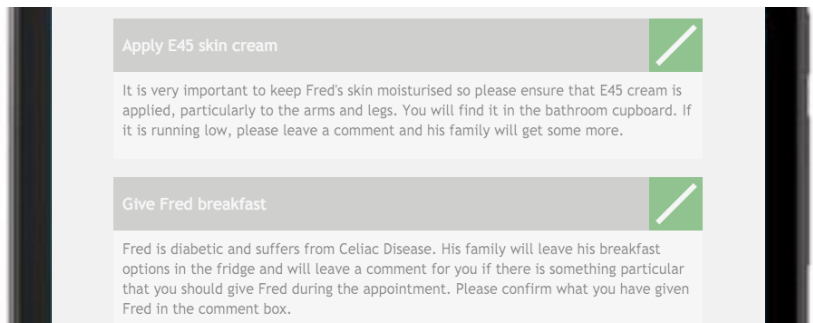 Apply E45 skin cream
It is very important to keep Fred's skin moisturised so please ensure that E45 cream is
applied, particularly to the arms and legs. You will find it in the bathroom cupboard. If
it is running low, please leave a comment and his family will get some more.
Give Fred breakfast
Fred is diabetic and suffers from Celiac Disease. His family will leave his breakfast
options in the fridge and will leave a comment for you if there is something particular
that you should give Fred during the appointment. Please confirm what you have given
Fred in the comment box.